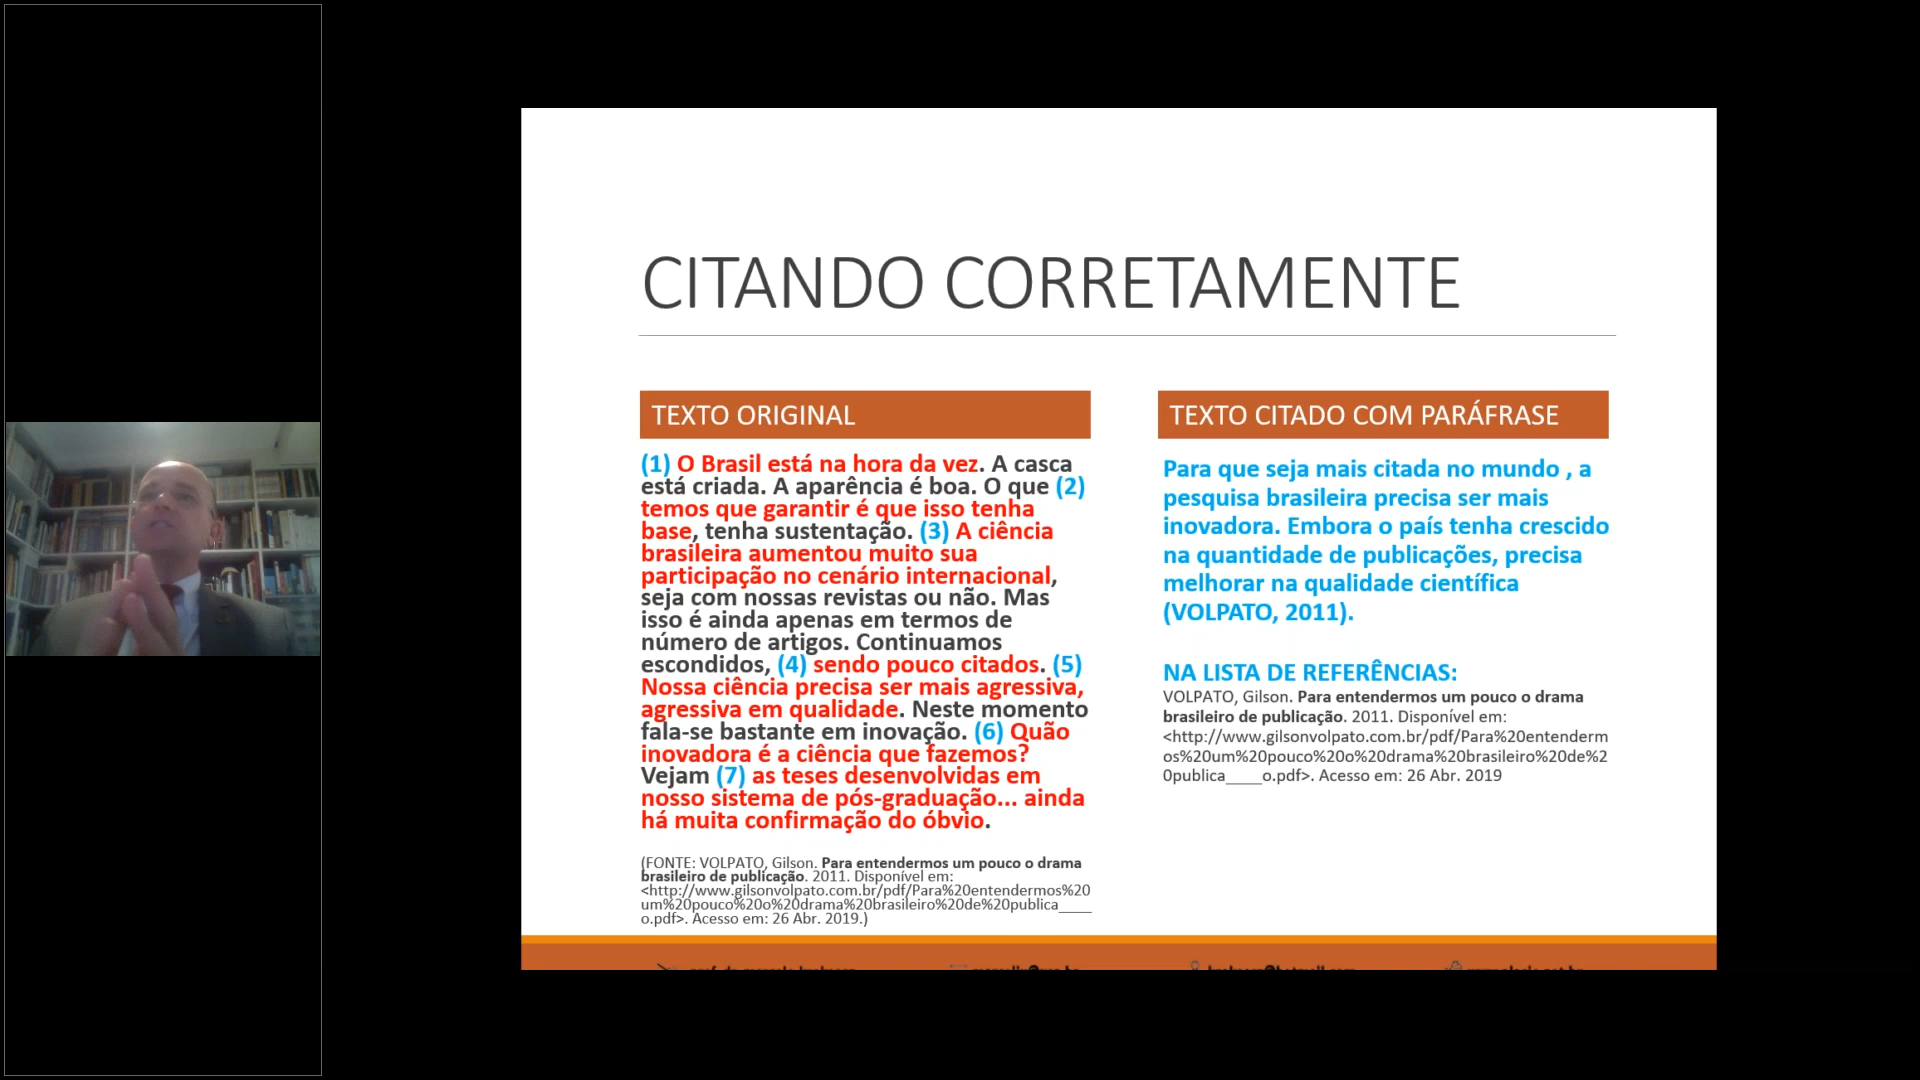 CITANDO CORRETAMENTE
TEXTO ORIGINAL
(1) O Brasil está na hora da vez. A casca
está criada. A aparência é boa. O que (2)
temos que garantir é que isso tenha
base, tenha sustentação. (3) A ciência
brasileira aumentou muito sua
participação no cenário internacional,
seja com nossas revistas ou não. Mas
isso é ainda apenas em termos de
número de artigos. Continuamos
escondidos, (4) sendo pouco citados. (5)
Nossa ciência precisa ser mais agressiva,
agressiva em qualidade. Neste momento
fala-se bastante em inovação. (6) Quão
inovadora é a ciência que fazemos?
Vejam (7) as teses desenvolvidas em
nosso sistema de pós-graduação... ainda
há muita confirmação do óbvio.
(FONTE: VOLPATO, Gilson. Para entendermos um pouco o drama
brasileiro de publicação. 2011. Disponível em:
<http://www.gilsonvolpato.com.br/pdf/Para%20entendermos%20
um%20pouco%20o%20drama%20brasileiro%20de%20publica____
o.pdf>. Acesso em: 26 Abr. 2019.)
TEXTO CITADO COM PARÁFRASE
Para que seja mais citada no mundo , a
pesquisa brasileira precisa ser mais
inovadora. Embora o país tenha crescido
na quantidade de publicações, precisa
melhorar na qualidade científica
(VOLPATO, 2011).
NA LISTA DE REFERÊNCIAS:
VOLPATO, Gilson. Para entendermos um pouco o drama
brasileiro de publicação. 2011. Disponível em:
<http://www.gilsonvolpato.com.br/pdf/Para%20entenderm
os%20um%20pouco%20o%20drama%20brasileiro%20de%2
0publica____o.pdf>. Acesso em: 26 Abr. 2019